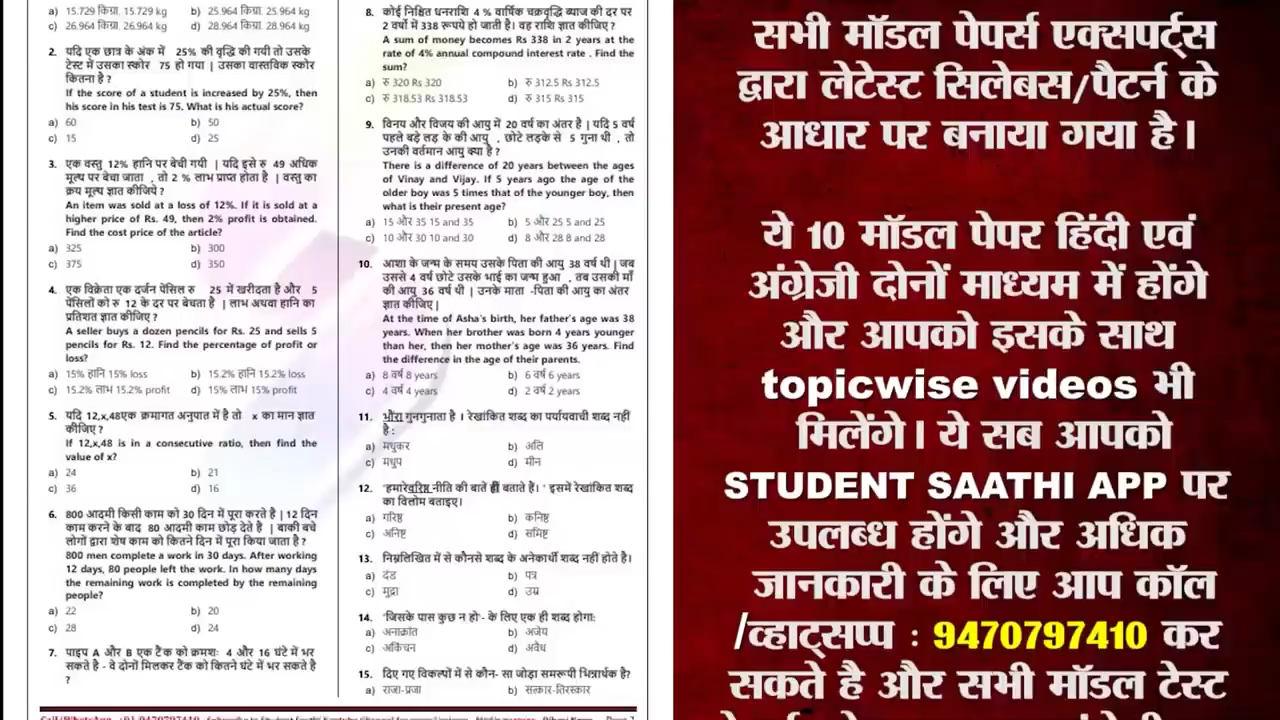 a) 15.729 किग्रा. 15.729 kg b) 25.964 किग्रा. 25.964 kg
c) 26.964 किग्रा. 26.964 kg d) 28.964 किग्रा. 28.964 kg
2. यदि एक छात्र के अंक में 25% की वृद्धि की गयी तो उसके
टेस्ट में उसका स्कोर 75 हो गया | उसका वास्तविक स्कोर
कितना है ?
If the score of a student is increased by 25%, then
his score in his test is 75. What is his actual score?
a) 60 b) 50
c) 15 d) 25
3. एक वस्तु 12% हानि पर बेची गयी | यदि इसे रु 49 अधिक
मूल्य पर बेचा जाता , तो 2 % लाभ प्राप्त होता है | वस्तु का
क्रय मूल्य ज्ञात कीजिये ?
An item was sold at a loss of 12%. If it is sold at a
higher price of Rs. 49, then 2% profit is obtained.
Find the cost price of the article?
a) 325 b) 300
c) 375 d) 350
4. एक विक्रेता एक दर्जन पेंसिल रु 25 में खरीदता है और 5
पेंसिलों को रु 12 के दर पर बेचता है | लाभ अथवा हानि का
प्रतिशत ज्ञात कीजिए ?
A seller buys a dozen pencils for Rs. 25 and sells 5
pencils for Rs. 12. Find the percentage of profit or
loss?
a) 15% हानि 15% loss b) 15.2% हानि 15.2% loss
c) 15.2% लाभ 15.2% profit d) 15% लाभ 15% profit
5. यदि 12,x,48एक क्रमागत अनुपात में है तो x का मान ज्ञात
कीजिए ?
If 12,x,48 is in a consecutive ratio, then find the
value of x?
a) 24 b) 21
c) 36 d) 16
6. 800 आदमी किसी काम को 30 दिन में पूरा करते है | 12 दिन
काम करने के बाद 80 आदमी काम छोड़ देते है | बाकी बचे
लोगों द्वारा शेष काम को कितने दिन में पूरा किया जाता है ?
800 men complete a work in 30 days. After working
12 days, 80 people left the work. In how many days
the remaining work is completed by the remaining
people?
a) 22 b) 20
c) 28 d) 24
7. पाइप A और B एक टैंक को क्रमशः 4 और 16 घंटे में भर
सकते है - वे दोनों मिलकर टैंक को कितने घंटे में भर सकते है
?
8. कोई निश्चित धनराशि 4 % वार्षिक चक्रवृद्धि ब्याज की दर पर
2 वर्षों में 338 रूपये हो जाती है। वह राशि ज्ञात कीजिए ?
A sum of money becomes Rs 338 in 2 years at the
rate of 4% annual compound interest rate . Find the
sum?
a) रु 320 Rs 320 b) रु 312.5 Rs 312.5
c) रु 318.53 Rs 318.53 d) रु 315 Rs 315
9. विनय और विजय की आयु में 20 वर्ष का अंतर है | यदि 5 वर्ष
पहले बड़े लड़ के की आयु , छोटे लड़के से 5 गुना थी , तो
उनकी वर्तमान आयु क्या है ?
There is a difference of 20 years between the ages
of Vinay and Vijay. If 5 years ago the age of the
older boy was 5 times that of the younger boy, then
what is their present age?
a) 15 और 35 15 and 35 b) 5 और 25 5 and 25
c) 10 और 30 10 and 30 d) 8 और 28 8 and 28
10. आशा के जन्म के समय उसके पिता की आयु 38 वर्ष थी | जब
उससे 4 वर्ष छोटे उसके भाई का जन्म हुआ , तब उसकी माँ
की आयु 36 वर्ष थी | उनके माता -पिता की आयु का अंतर
ज्ञात कीजिए |
At the time of Asha's birth, her father's age was 38
years. When her brother was born 4 years younger
than her, then her mother's age was 36 years. Find
the difference in the age of their parents.
a) 8 वर्ष 8 years b) 6 वर्ष 6 years
c) 4 वर्ष 4 years d) 2 वर्ष 2 years
11. भौंरा गुनगुनाता है । रेखांकित शब्द का पर्यायवाची शब्द नहीं
है :
a) मधुकर b) अलि
c) मधुप d) मीन
12. 'हमारेवरिष्ठ नीति की बातें ही बताते हैं। ' इसमें रेखांकित शब्द
का विलोम बताइए।
a) गरिष्ठ b) कनिष्ठ
c) अनिष्ट d) समिष्ट
13. निम्नलिखित में से कौनसे शब्द के अनेकार्थी शब्द नहीं होते है।
a) दंड b) पत्र
c) मुद्रा d) उम्र
14. 'जिसके पास कुछ न हो'- के लिए एक ही शब्द होगा:
a) अनाक्रांत b) अजेय
c) अकिंचन d) अवैध
15. दिए गए विकल्पों में से कौन- सा जोड़ा समरूपी भिन्नार्थक है?
a) राजा-प्रजा b) सत्कार-तिरस्कार
सभी मॉडल पेपर्स एक्सपर्ट्स
द्वारा लेटेस्ट सिलेबस/पैटर्न के
आधार पर बनाया गया है।
ये 10 मॉडल पेपर हिंदी एवं
अंग्रेजी दोनों माध्यम में होंगे
और आपको इसके साथ
topicwise videos भी
मिलेंगे। ये सब आपको
STUDENT SAATHI APP पर
उपलब्ध होंगे और अधिक
जानकारी के लिए आप कॉल
/व्हाट्सप्प : 9470797410 कर
सकते है और सभी मॉडल टेस्ट